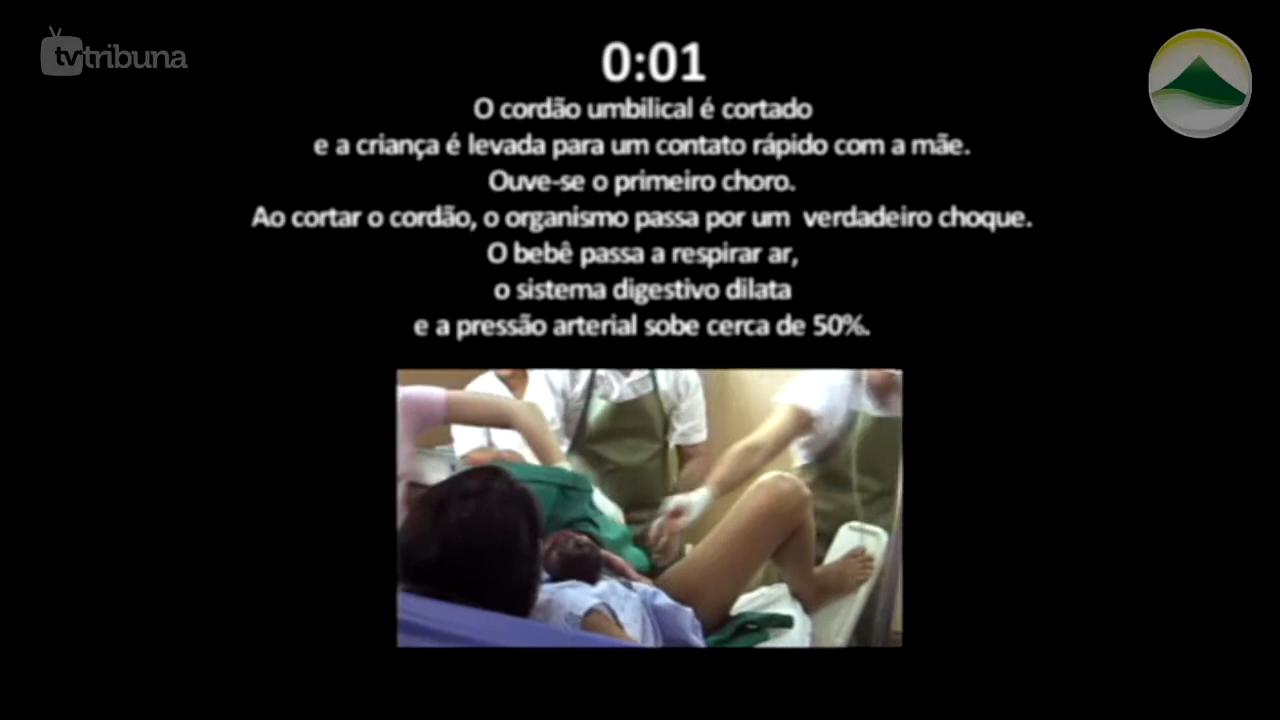 tvtribuna
0:01
O cordão umbilical é cortado
e a criança é levada para um contato rápido com a mãe.
Ouve-se o primeiro choro.
Ao cortar o cordão, o organismo passa por um verdadeiro choque.
O bebê passa a respirar ar,
o sistema digestivo dilata
e a pressão arterial sobe cerca de 50%.